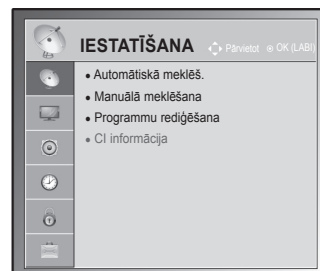 IESTATĪŠANA Pārvietot OK (LABI)
• Automātiskā meklēš.
• Manuālā meklēšana
• Programmu rediģēšana
• CI informācija